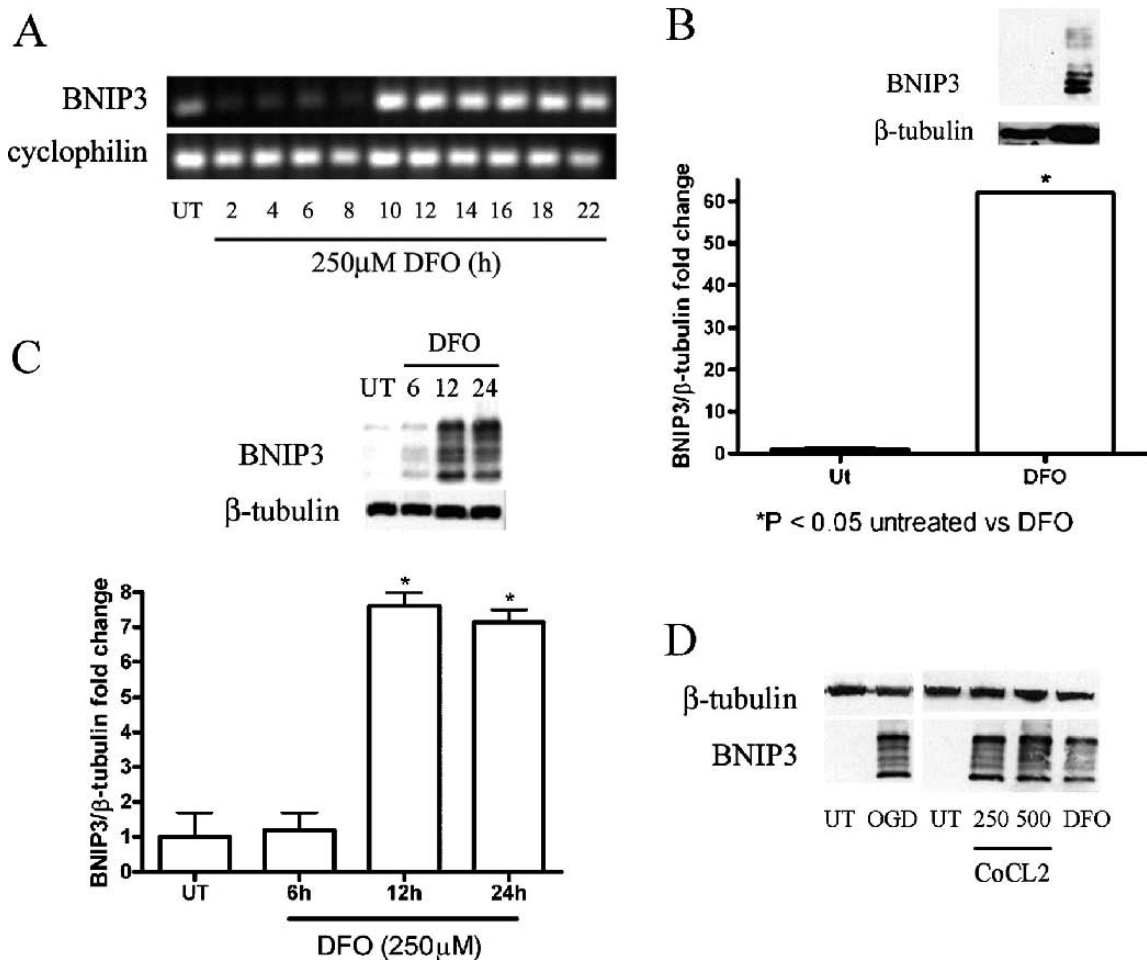 A
BNIP3
cyclophilin
UT 2 4 6 8 10 12 14 16 18 22
250μM DFO (h)
B
BNIP3
β-tubulin
BNIP3/β-tubulin fold change
60
50
40
30
20
10
0
*
Ut DFO
*P < 0.05 untreated vs DFO
C
DFO
UT 6 12 24
BNIP3
β-tubulin
BNIP3/β-tubulin fold change
8
7
6
5
4
3
2
1
0
* *
UT 6h 12h 24h
DFO (250μM)
D
β-tubulin
BNIP3
UT OGD UT 250 500 DFO
CoCL2